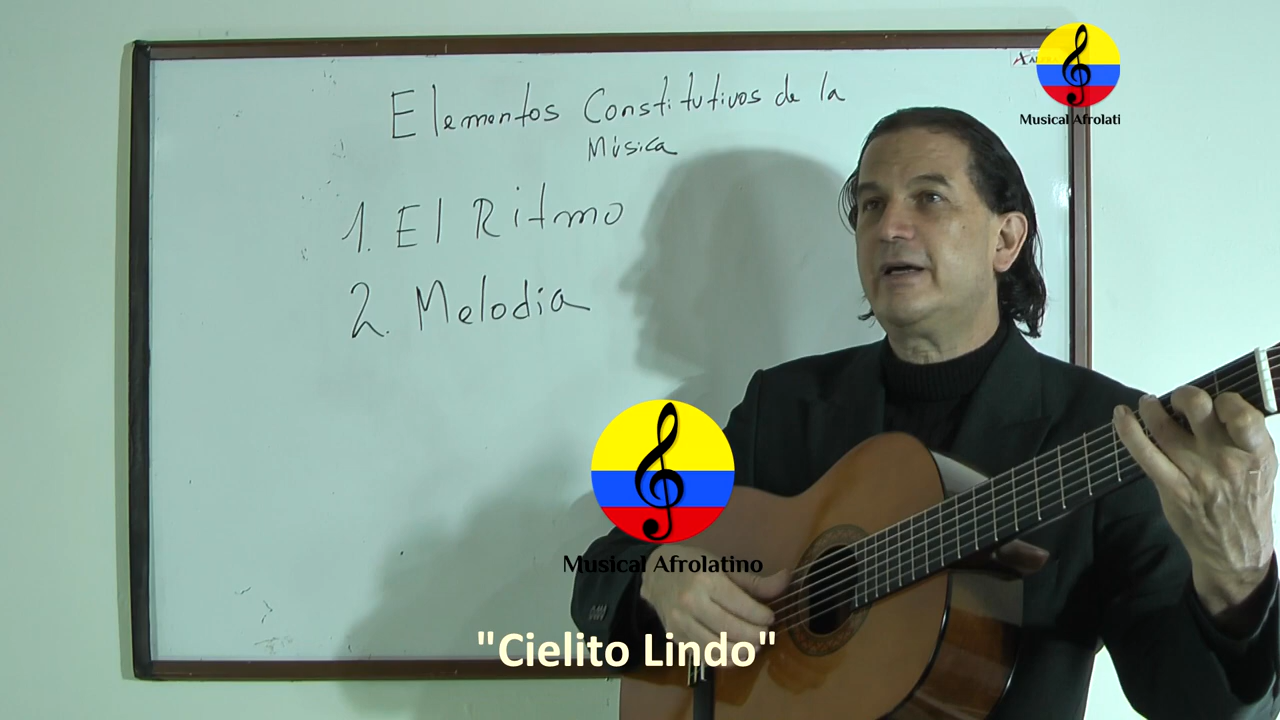 Elementos Constitutivos de la
Música
1. El Ritmo
2. Melodia
Musical Afrolati
Musical Afrolatino
"Cielito Lindo"